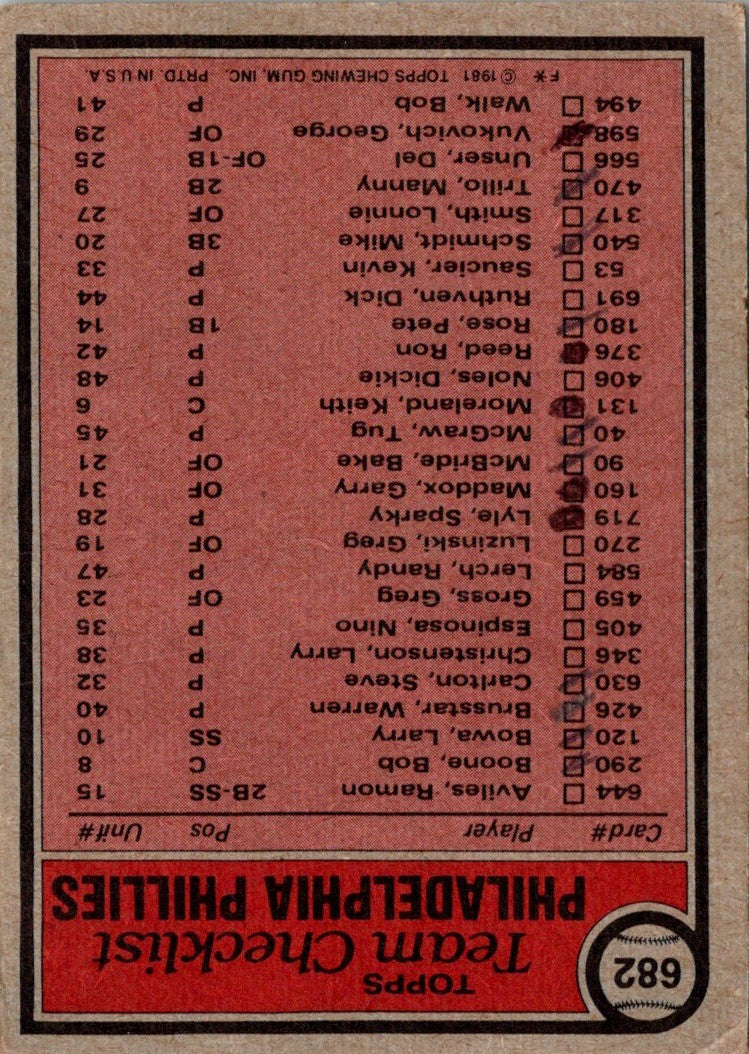 682
TOPPS
Team Checklist
PHILADELPHIA PHILLIES
Card# Player Pos Unif#
644 Aviles, Ramon 2B-SS 15
290 Boone, Bob C 8
120 Bowa, Larry SS 10
426 Brusstar, Warren P 40
630 Carlton, Steve P 32
346 Christenson, Larry P 38
405 Espinosa, Nino P 35
459 Gross, Greg OF 23
584 Lerch, Randy P 47
270 Luzinski, Greg OF 19
719 Lyle, Sparky P 28
160 Maddox, Garry OF 31
90 McBride, Bake OF 21
40 McGraw, Tug P 45
131 Moreland, Keith C 6
406 Noles, Dickie P 48
376 Reed, Ron P 42
180 Rose, Pete 1B 14
691 Ruthven, Dick P 44
53 Saucier, Kevin P 33
540 Schmidt, Mike 3B 20
317 Smith, Lonnie OF 27
470 Trillo, Manny 2B 9
566 Unser, Del OF-1B 25
598 Vukovich, George OF 29
494 Walk, Bob P 41
F* © 1981 TOPPS CHEWING GUM, INC. PRTD. IN U.S.A.